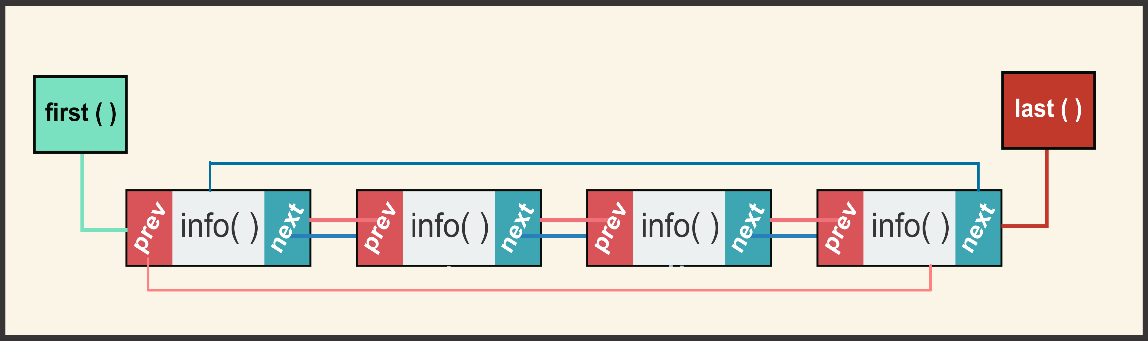 first ( )
last ( )
prev info( ) next prev info( ) next prev info( ) next prev info( ) next